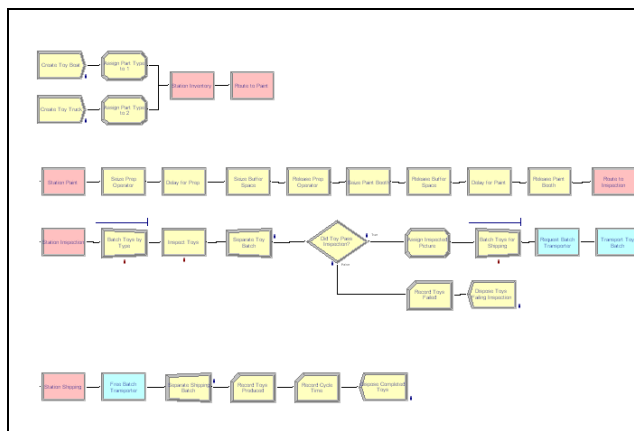 Create Toy Boat
Assign Part Type
to 1
Station Inventory
Route to Paint
Create Toy Truck
Assign Part Type
to 2
Station Paint
Seize Prep
Operator
Delay for Prep
Seize Buffer
Space
Release Prep
Operator
Seize Paint Booth
Release Buffer
Space
Delay for Paint
Release Paint
Booth
Route to
Inspection
Station Inspection
Batch Toys by
Type
Inspect Toys
Separate Toy
Batch
Did Toy Pass
Inspection?
True
Assign Inspected
Picture
Batch Toys for
Shipping
Request Batch
Transporter
Transport Toy
Batch
False
Record Toys
Failed
Dispose Toys
Failing Inspection
Station Shipping
Free Batch
Transporter
Separate Shipping
Batch
Record Toys
Produced
Record Cycle
Time
Dispose Completed
Toys